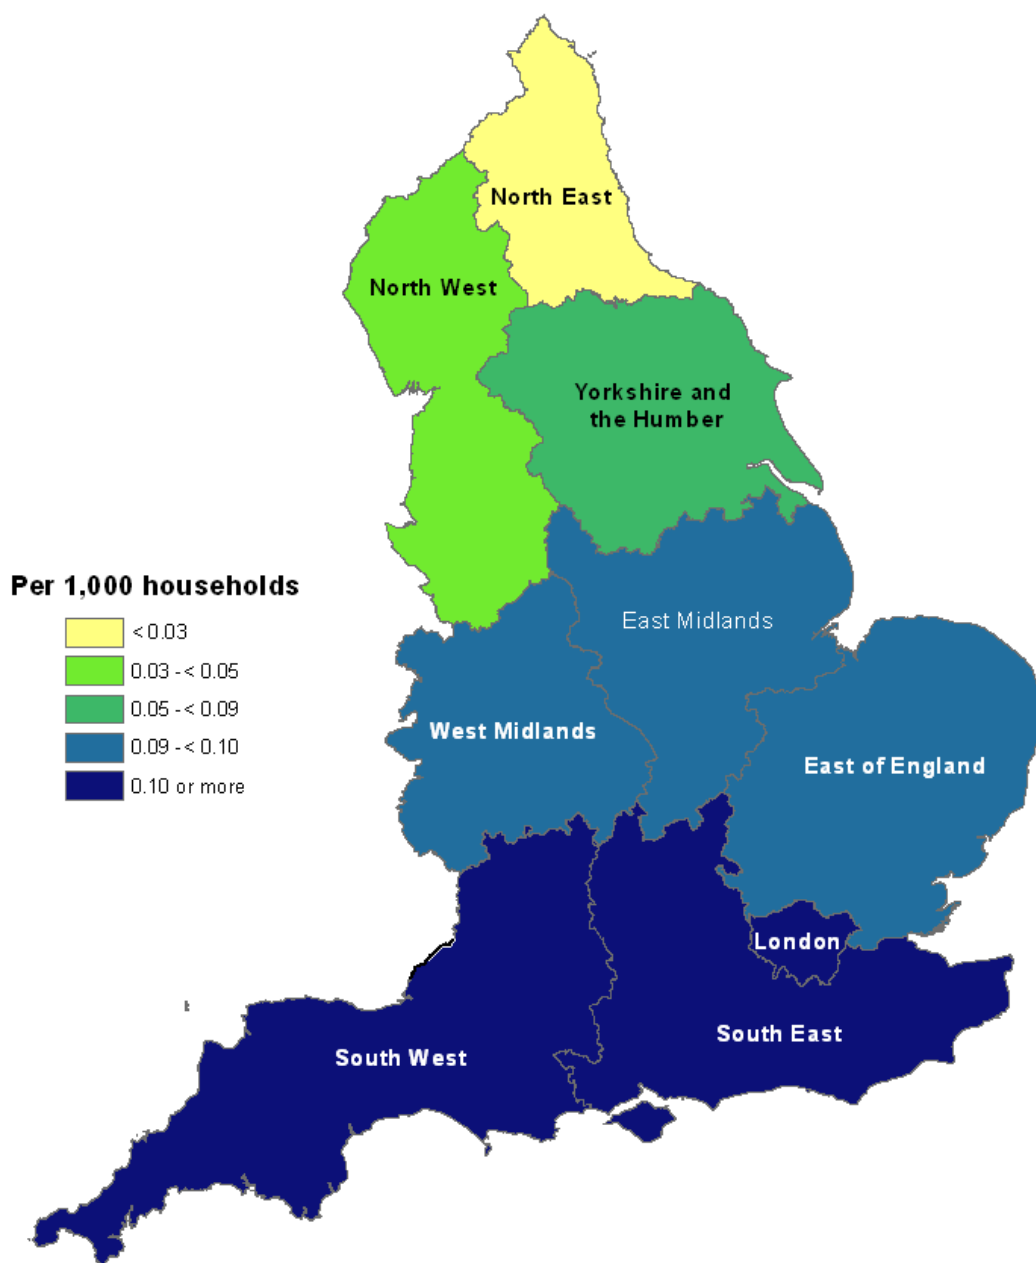 North East
North West
Yorkshire and
the Humber
Per 1,000 households
< 0.03
0.03 - < 0.05
0.05 - < 0.09
0.09 - < 0.10
0.10 or more
East Midlands
West Midlands
East of England
London
South East
South West